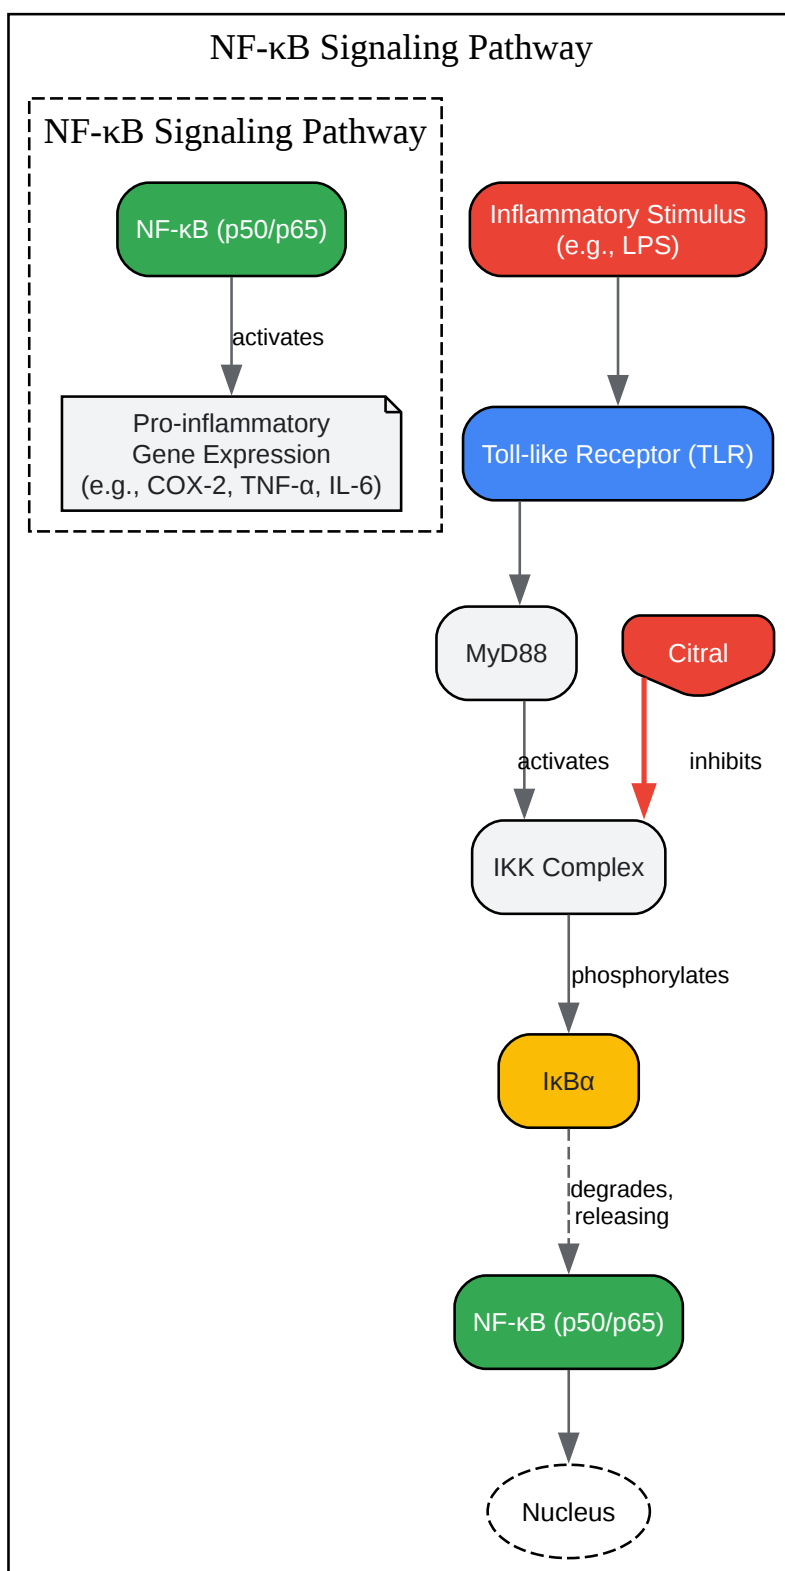 NF-κB Signaling Pathway
NF-κB Signaling Pathway
NF-κB (p50/p65)
activates
Pro-inflammatory
Gene Expression
(e.g., COX-2, TNF-α, IL-6)
Inflammatory Stimulus
(e.g., LPS)
Toll-like Receptor (TLR)
MyD88
Citral
activates
inhibits
IKK Complex
phosphorylates
IκBα
degrades,
releasing
NF-κB (p50/p65)
Nucleus